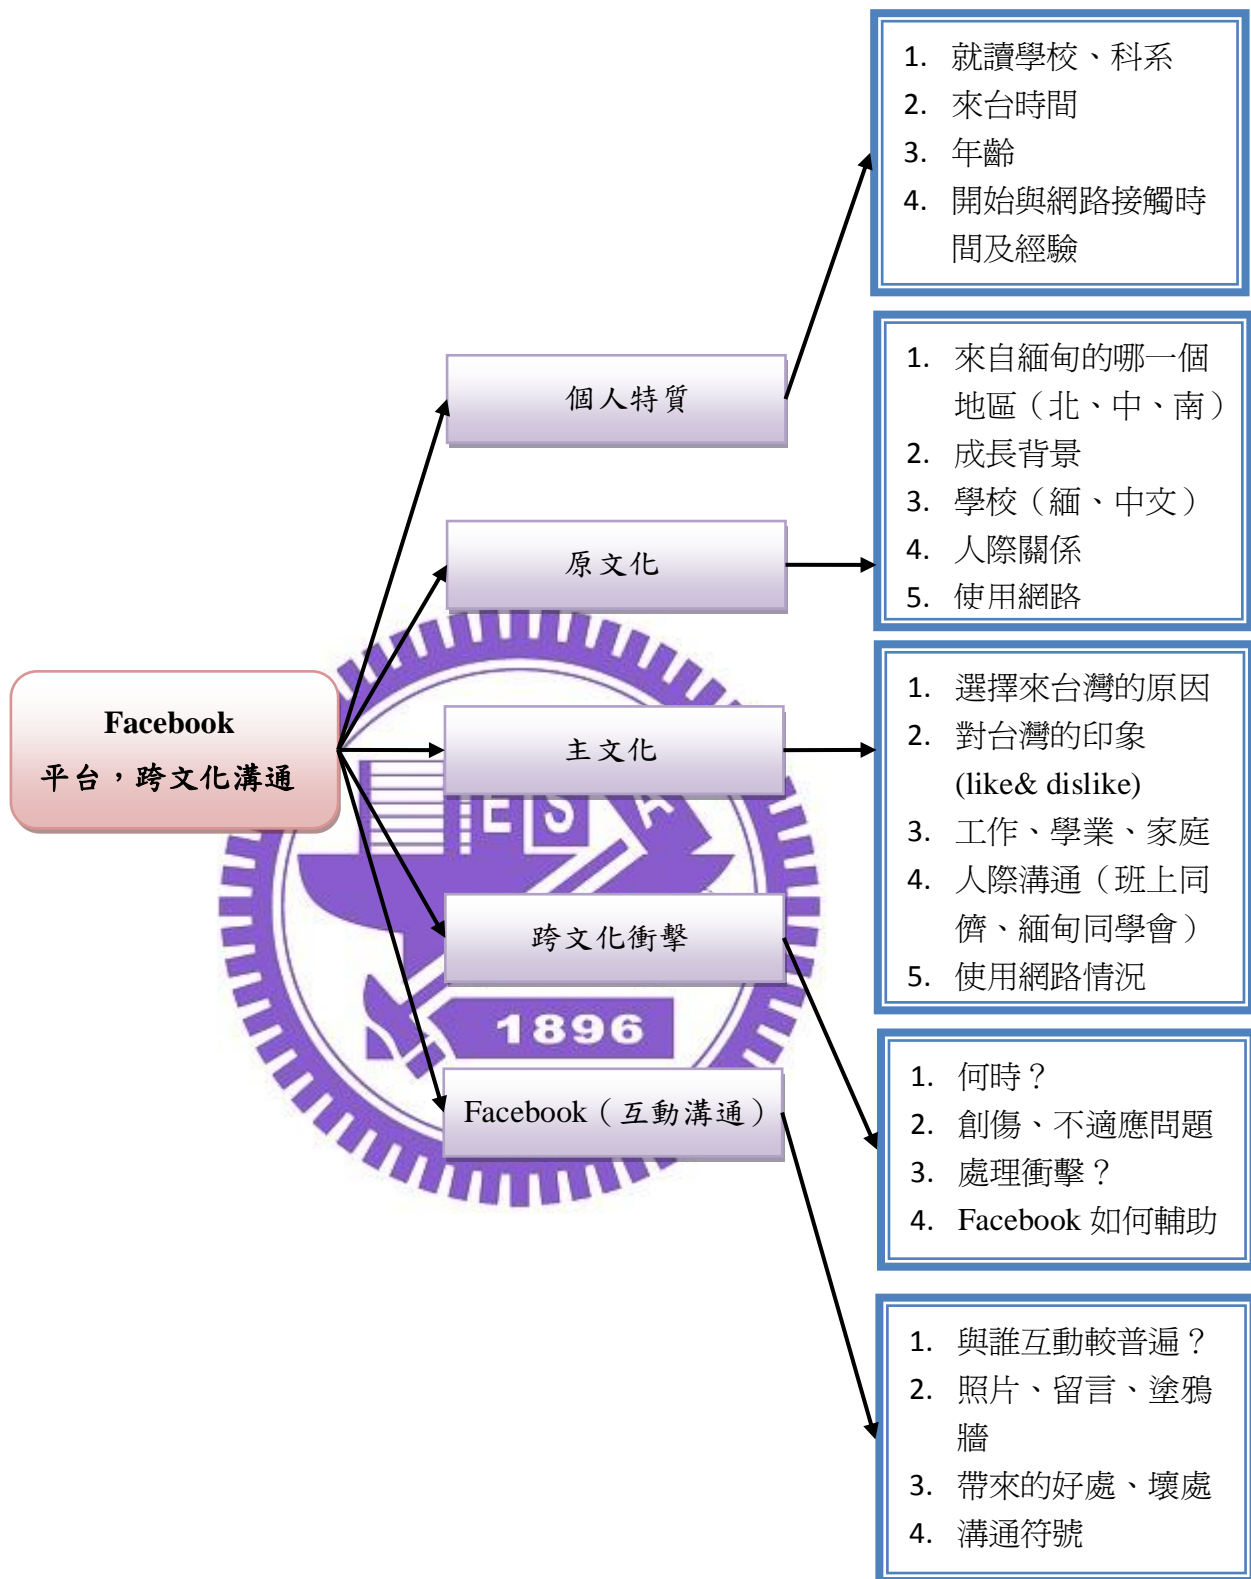 Facebook
平台，跨文化溝通
個人特質
1. 就讀學校、科系
2. 來台時間
3. 年齡
4. 開始與網路接觸時
間及經驗
原文化
1. 來自緬甸的哪一個
地區（北、中、南）
2. 成長背景
3. 學校（緬、中文）
4. 人際關係
5. 使用網路
主文化
1. 選擇來台灣的原因
2. 對台灣的印象
(like& dislike)
3. 工作、學業、家庭
4. 人際溝通（班上同
儕、緬甸同學會）
5. 使用網路情況
跨文化衝擊
1. 何時？
2. 創傷、不適應問題
3. 處理衝擊？
4. Facebook 如何輔助
Facebook（互動溝通）
1. 與誰互動較普遍？
2. 照片、留言、塗鴉
牆
3. 帶來的好處、壞處
4. 溝通符號
E S A
1896